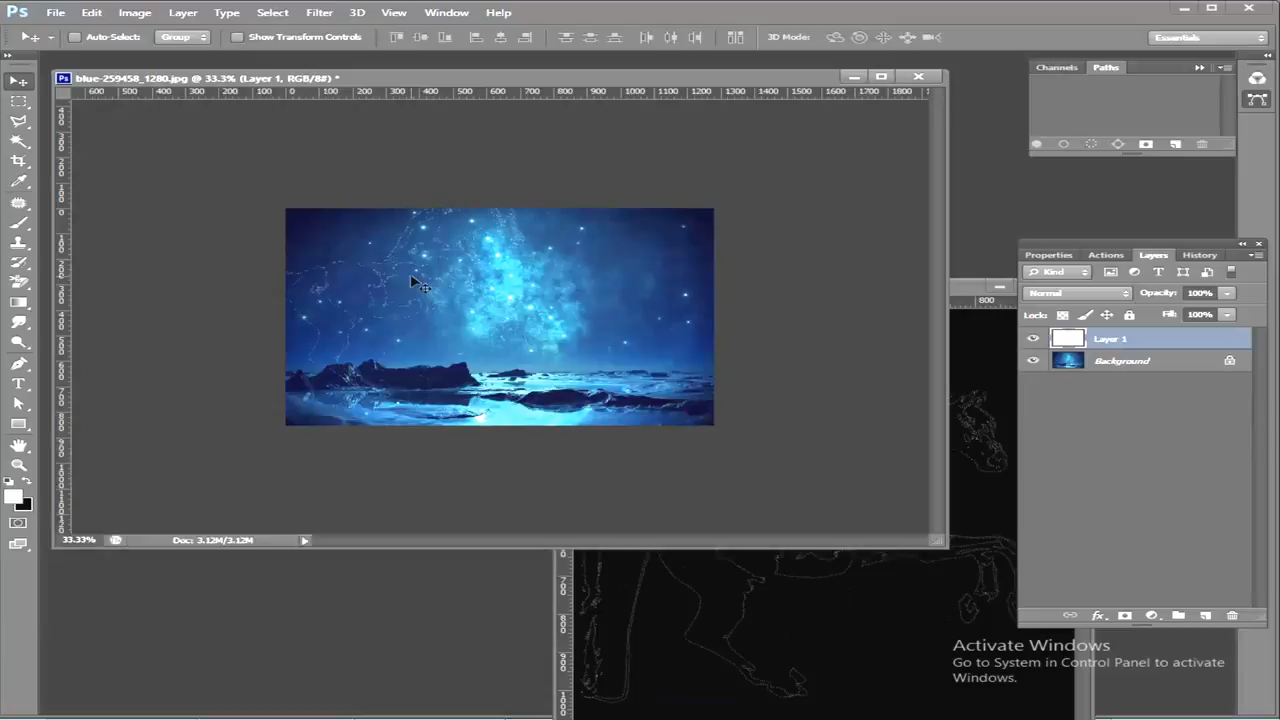 Ps File Edit Image Layer Type Select Filter 3D View Window Help
Auto-Select: Group Show Transform Controls 3D Mode: Essentials
Ps blue-259458_1280.jpg @ 33.3% (Layer 1, RGB/8#) *
600 500 400 300 200 100 0 100 200 300 400 500 600 700 800 900 1000 1100 1200 1300 1400 1500 1600 1700 1800
Channels Paths
Properties Actions Layers History
Kind
Normal Opacity: 100%
Lock: Fill: 100%
800
Layer 1
Background
33.33% Doc: 3.12M/3.12M
Activate Windows
Go to System in Control Panel to activate
Windows.